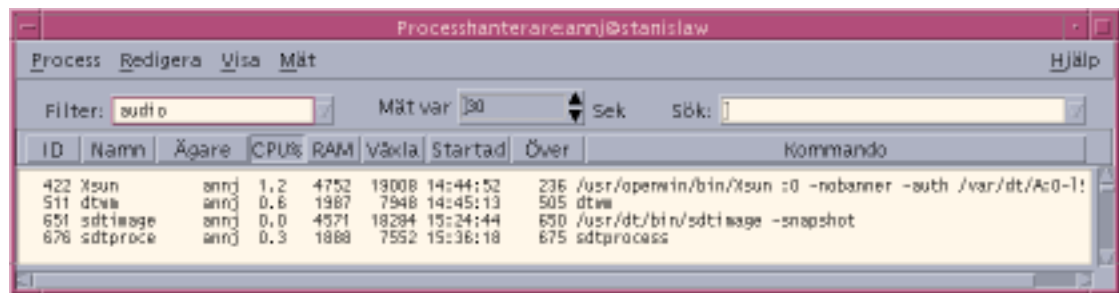 Processhanterare:annj@stanislaw
Process Redigera Visa Mät Hjälp
Filter: audio Mät var 30 Sek Sök:
ID Namn Ägare CPU% RAM Växla Startad Över Kommando
422 Xsun annj 1.2 4752 19008 14:44:52 236 /usr/openwin/bin/Xsun :0 -nobanner -auth /var/dt/A:0-1
511 dtwm annj 0.6 1987 7948 14:45:13 505 dtwm
651 sdtimage annj 0.0 4571 18284 15:24:44 650 /usr/dt/bin/sdtimage -snapshot
676 sdtproce annj 0.3 1888 7552 15:36:18 675 sdtprocess